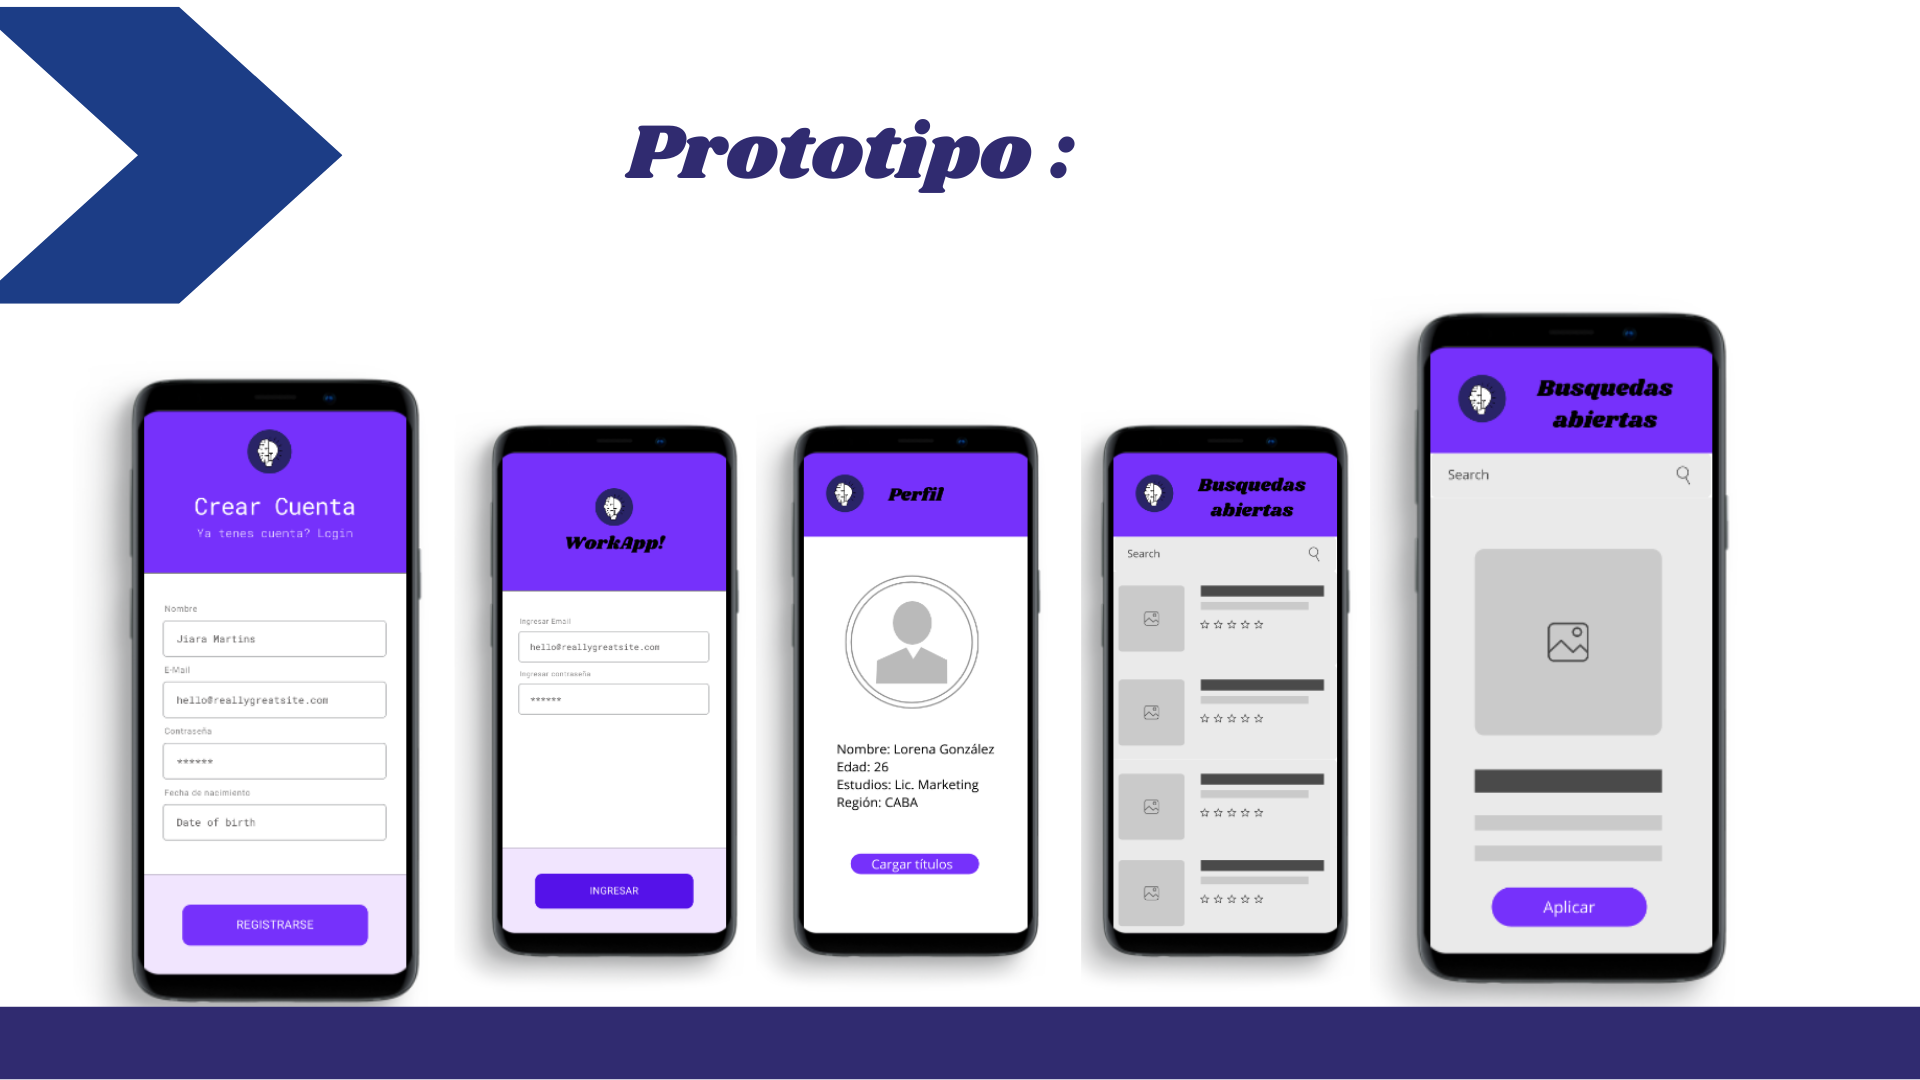 Prototipo :
Crear Cuenta
Ya tenes cuenta? Login
Nombre
Jiara Martins
E-Mail
hello@reallygreatsite.com
Contraseña
******
Fecha de nacimiento
Date of birth
REGISTRARSE
WorkApp!
Ingresar Email
hello@reallygreatsite.com
Ingresar contraseña
******
INGRESAR
Perfil
Nombre: Lorena González
Edad: 26
Estudios: Lic. Marketing
Región: CABA
Cargar títulos
Busquedas
abiertas
Search
Busquedas
abiertas
Search
Aplicar